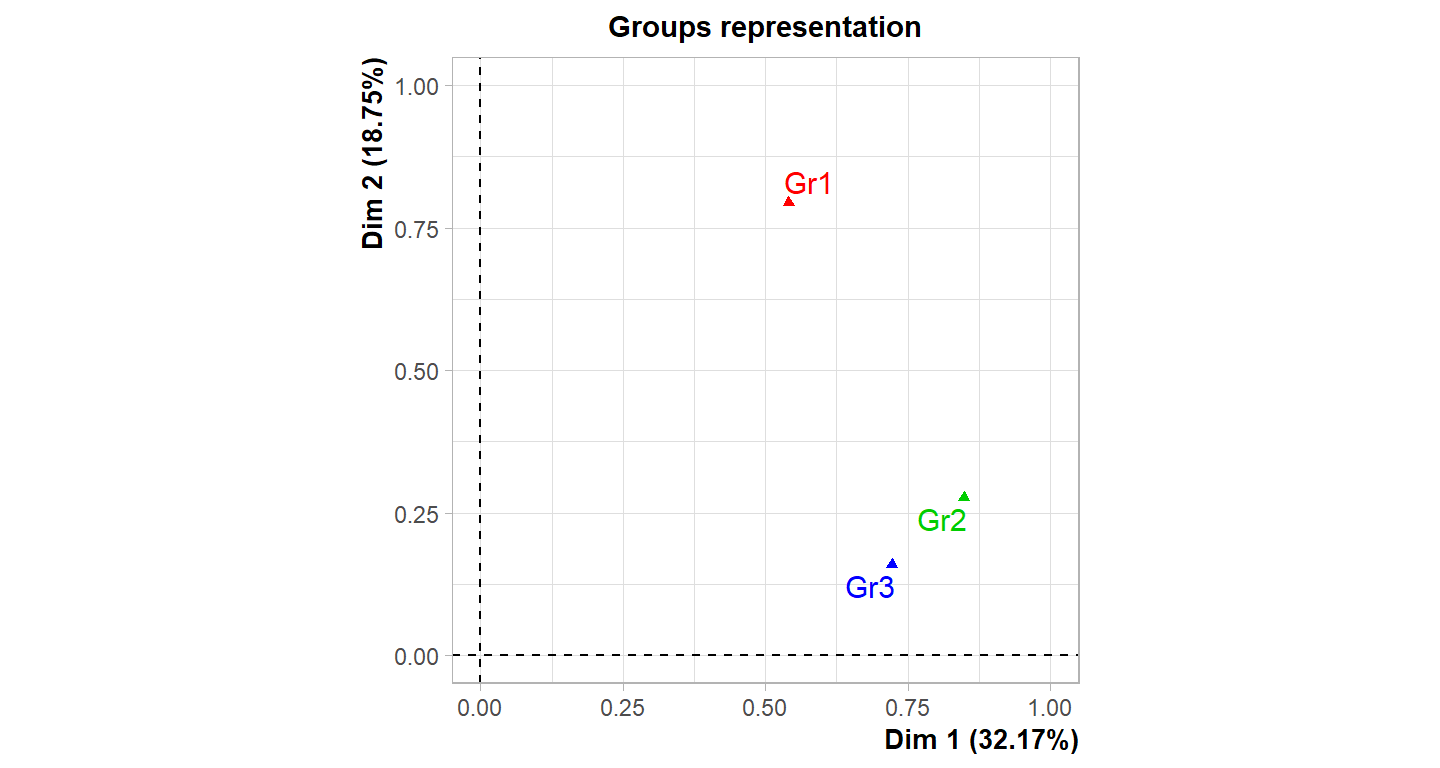 Groups representation
Dim 2 (18.75%)
1.00
0.75
0.50
0.25
0.00
Gr1
Gr2
Gr3
0.00 0.25 0.50 0.75 1.00
Dim 1 (32.17%)